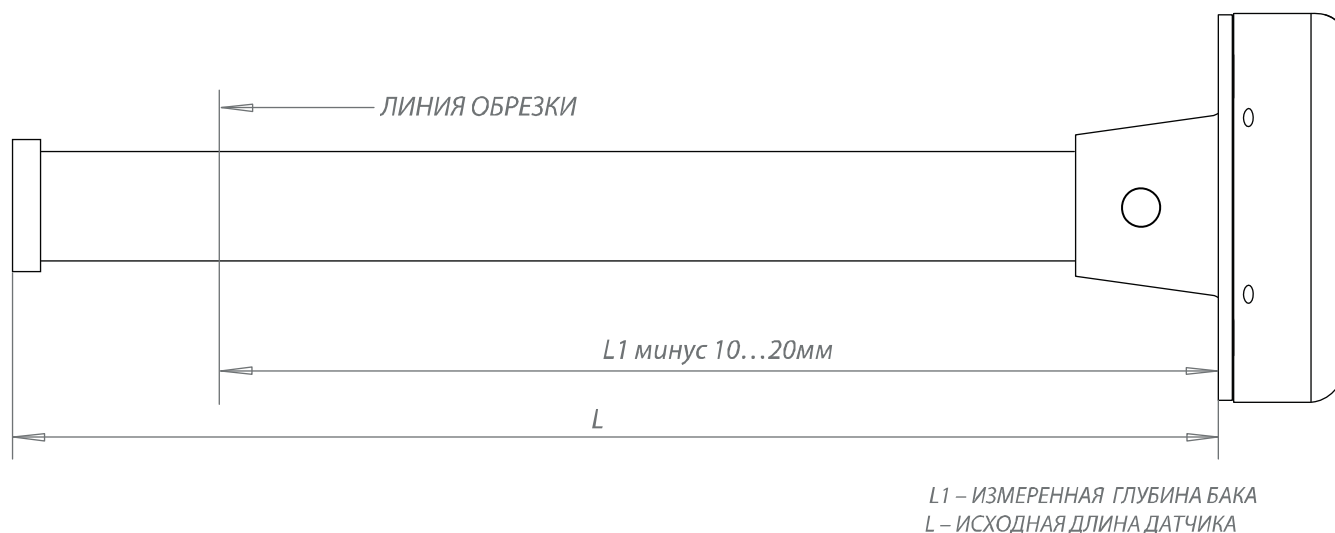 ЛИНИЯ ОБРЕЗКИ
L1 минус 10...20мм
L
L1 – ИЗМЕРЕННАЯ ГЛУБИНА БАКА
L – ИСХОДНАЯ ДЛИНА ДАТЧИКА